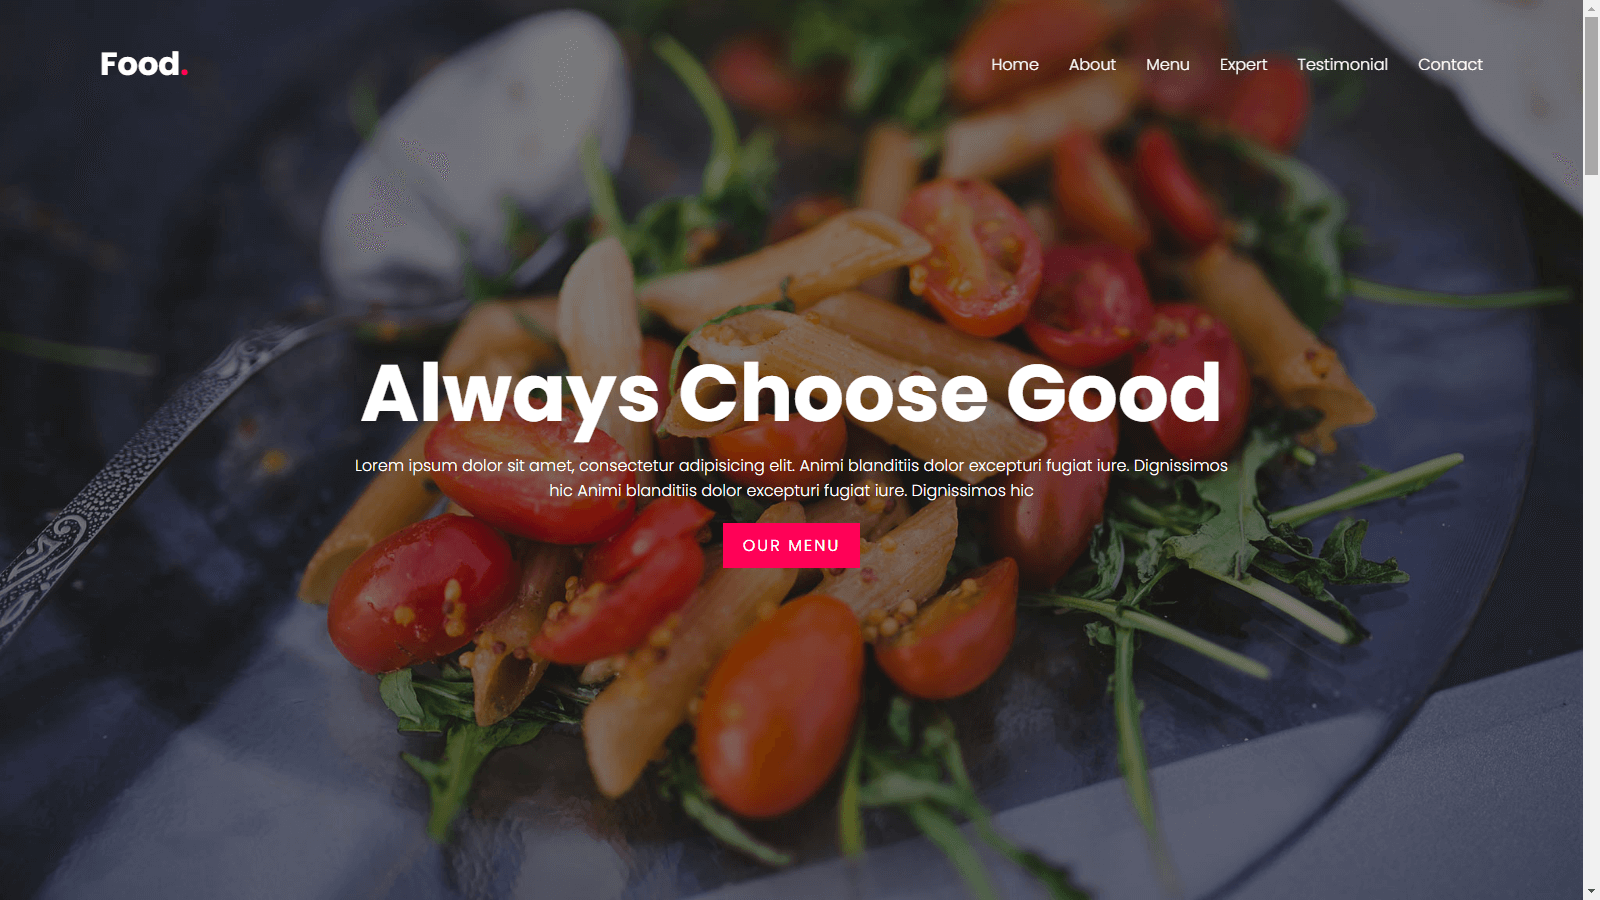 Food.
Home About Menu Expert Testimonial Contact
Always Choose Good
Lorem ipsum dolor sit amet, consectetur adipisicing elit. Animi blanditiis dolor excepturi fugiat iure. Dignissimos
hic Animi blanditiis dolor excepturi fugiat iure. Dignissimos hic
OUR MENU